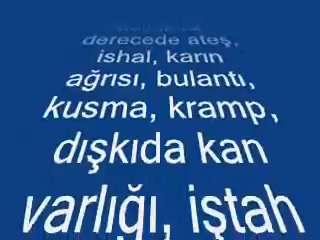 derecede ateş,
ishal, karın
ağrısı, bulantı,
kusma, kramp,
dışkıda kan
varlığı, iştah